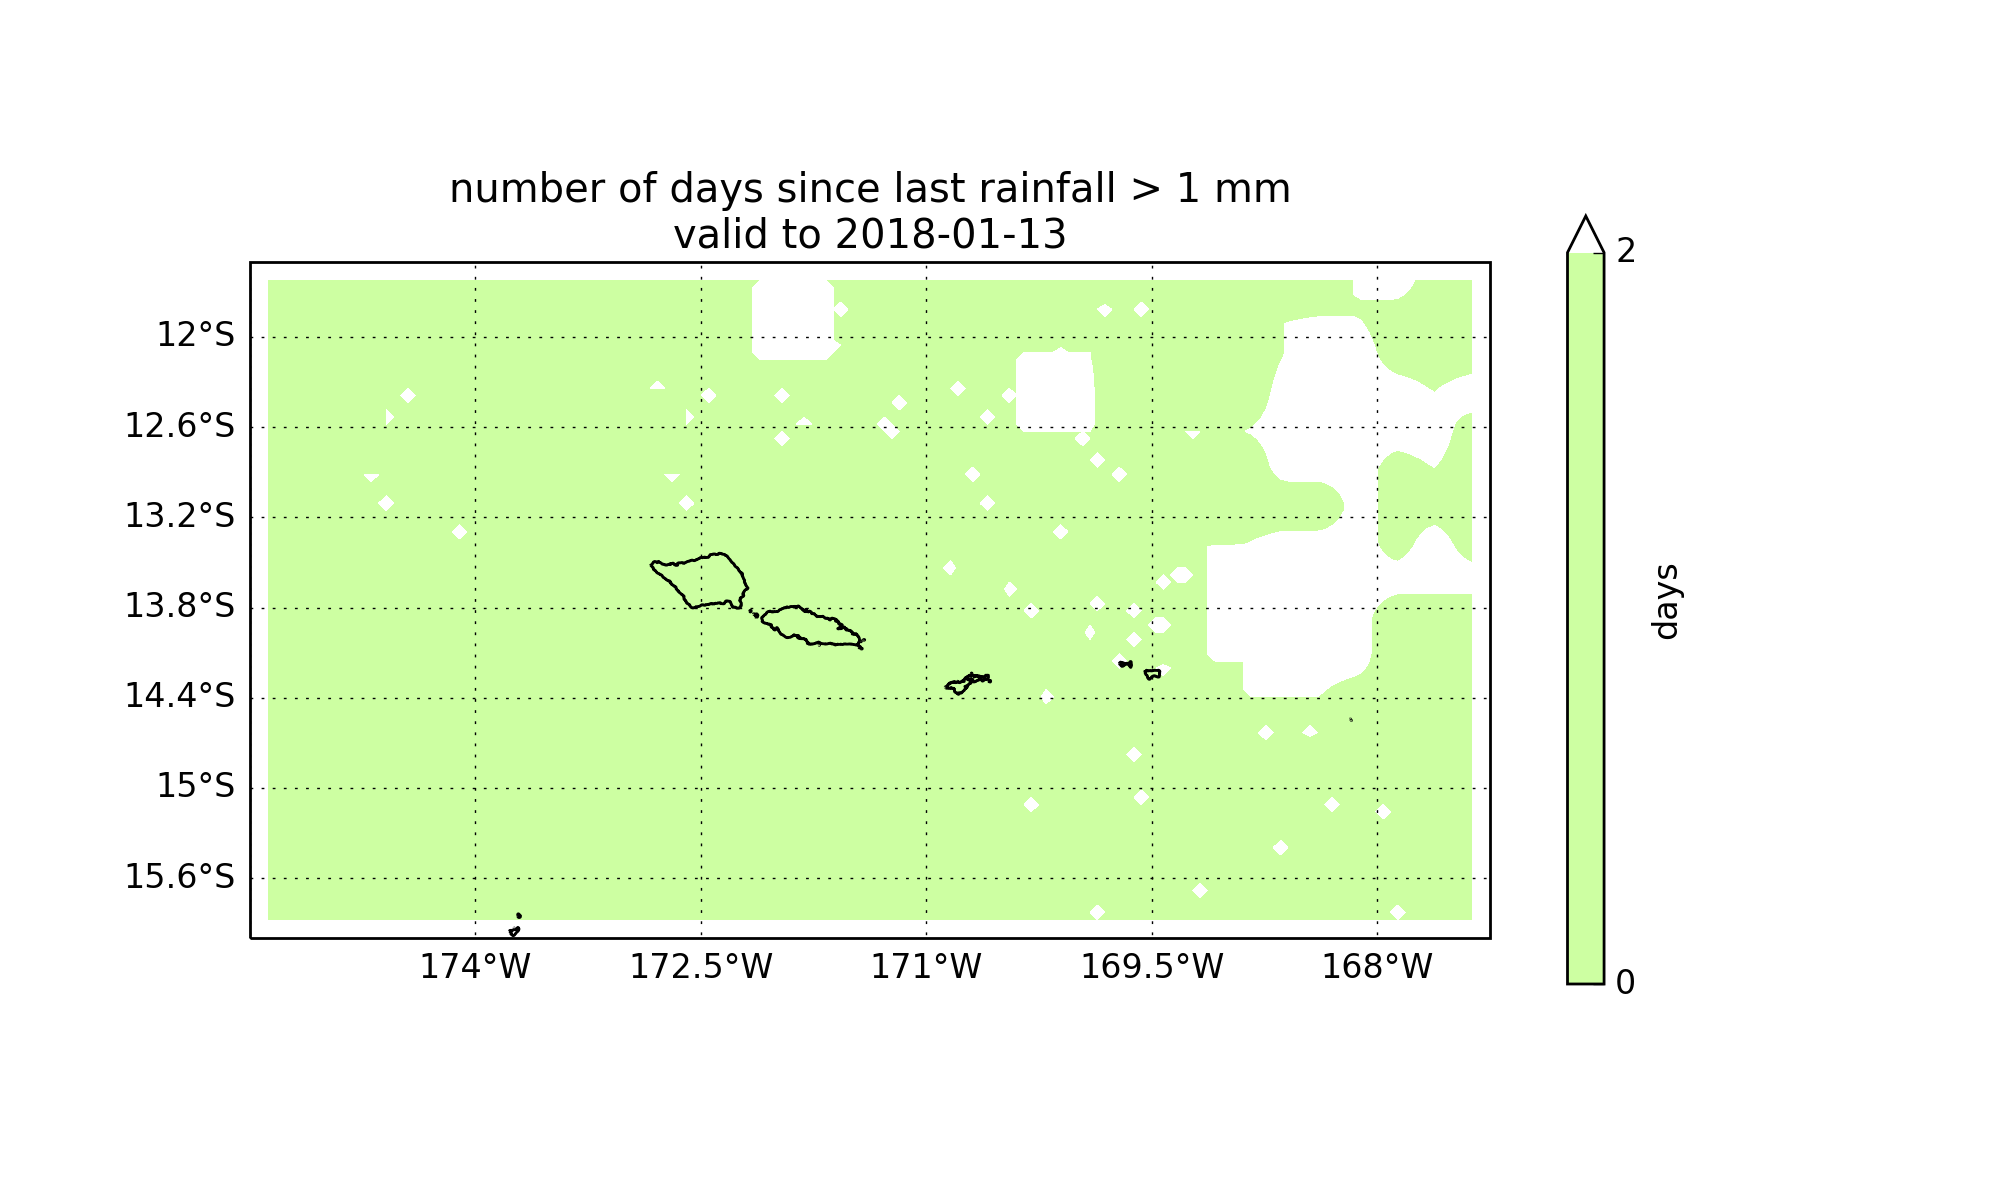 number of days since last rainfall > 1 mm
valid to 2018-01-13
2
12°S
12.6°S
13.2°S
13.8°S
days
14.4°S
15°S
15.6°S
174°W 172.5°W 171°W 169.5°W 168°W
0